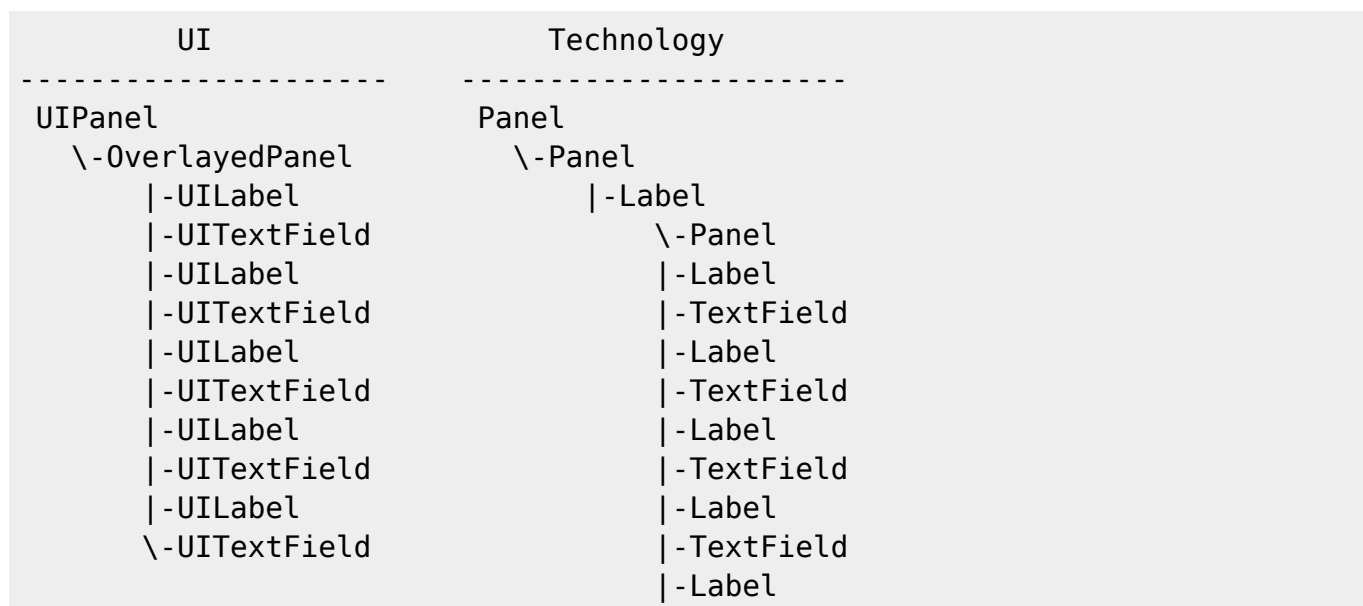 UI                       Technology
---------------------     ----------------------
 UIPanel                      Panel
   \-OverlayedPanel             \-Panel
       |-UILabel                    |-Label
       |-UITextField                    \-Panel
       |-UILabel                        |-Label
       |-UITextField                    |-TextField
       |-UILabel                        |-Label
       |-UITextField                    |-TextField
       |-UILabel                        |-Label
       |-UITextField                    |-TextField
       |-UILabel                        |-Label
       \-UITextField                    |-TextField
                                        |-Label